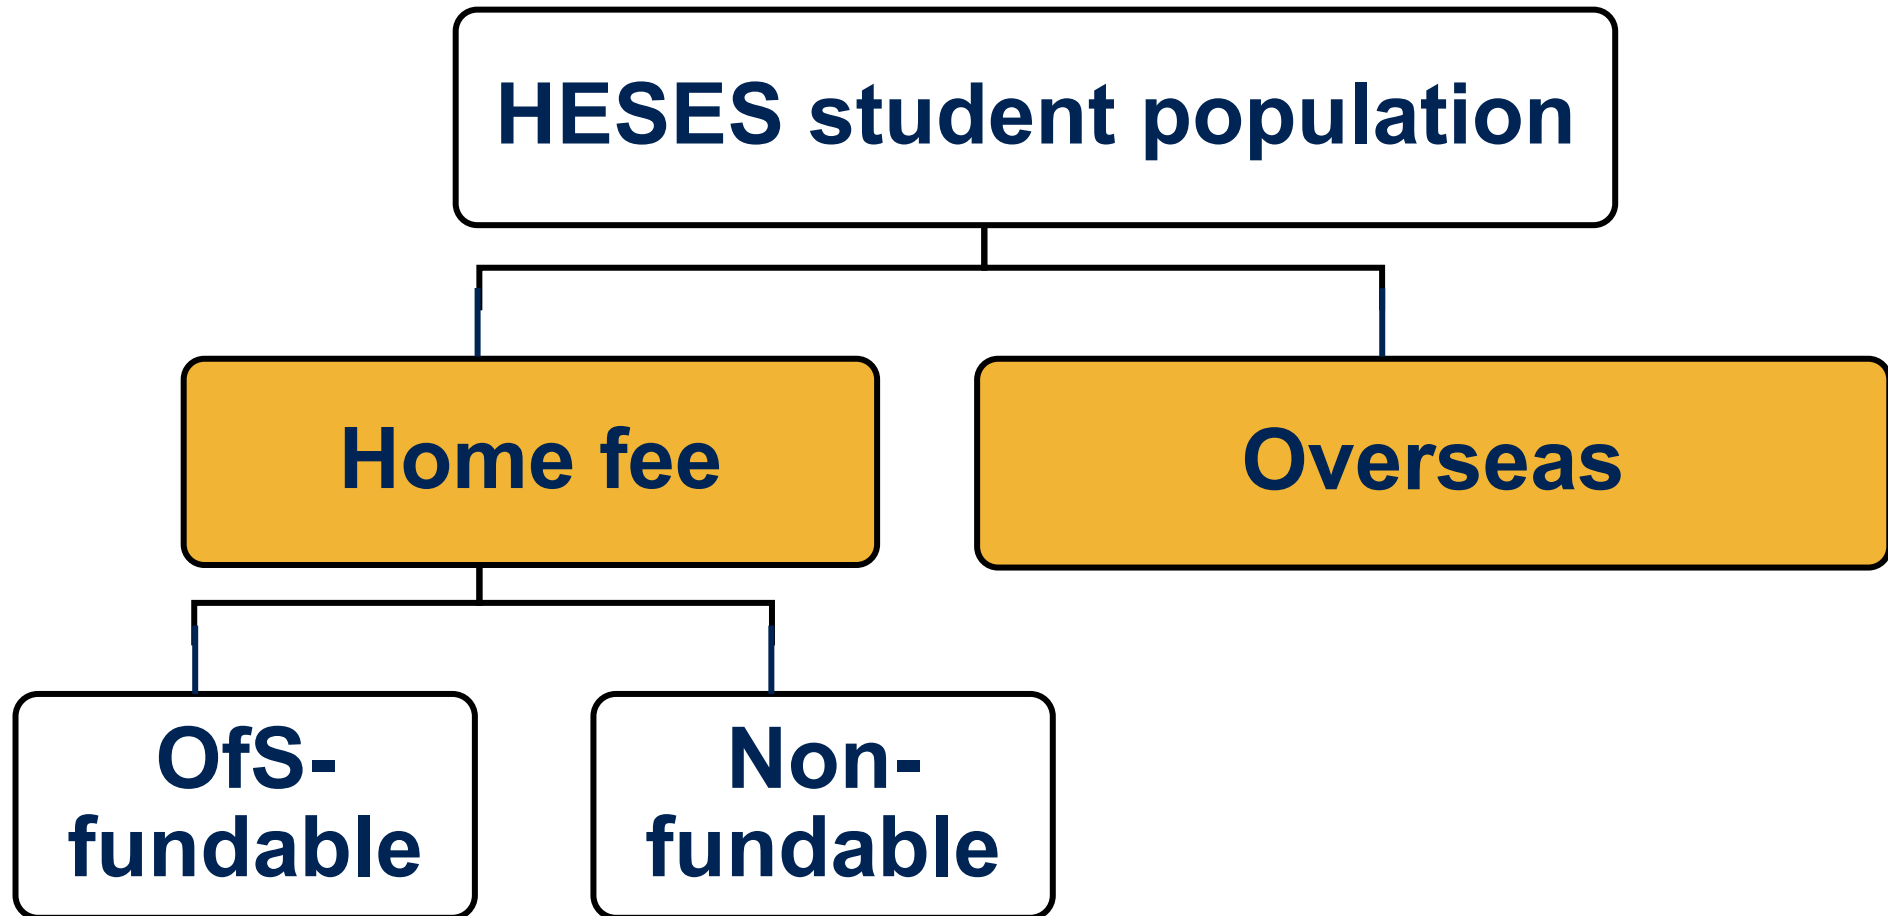 HESES student population
Home fee
Overseas
OfS-
fundable
Non-
fundable